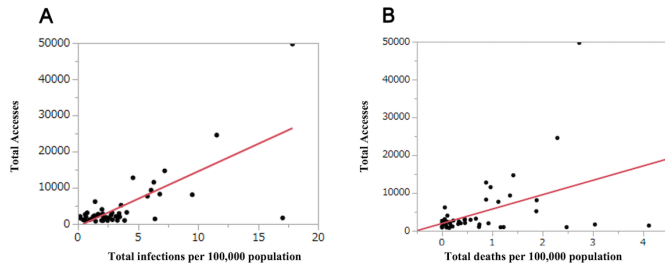 A
50000
40000
30000
20000
10000
0
Total Accesses
0 5 10 15 20
Total infections per 100,000 population
B
50000
40000
30000
20000
10000
0
Total Accesses
0 1 2 3 4
Total deaths per 100,000 population